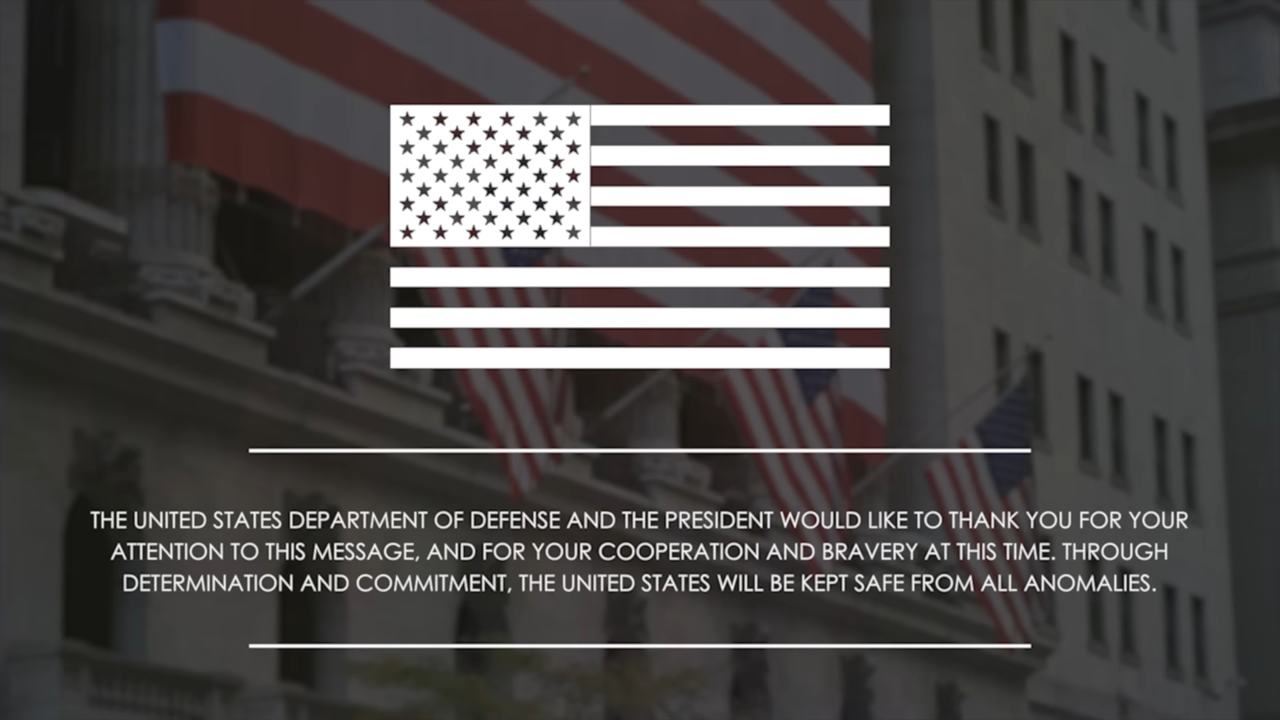 THE UNITED STATES DEPARTMENT OF DEFENSE AND THE PRESIDENT WOULD LIKE TO THANK YOU FOR YOUR
ATTENTION TO THIS MESSAGE, AND FOR YOUR COOPERATION AND BRAVERY AT THIS TIME. THROUGH
DETERMINATION AND COMMITMENT, THE UNITED STATES WILL BE KEPT SAFE FROM ALL ANOMALIES.